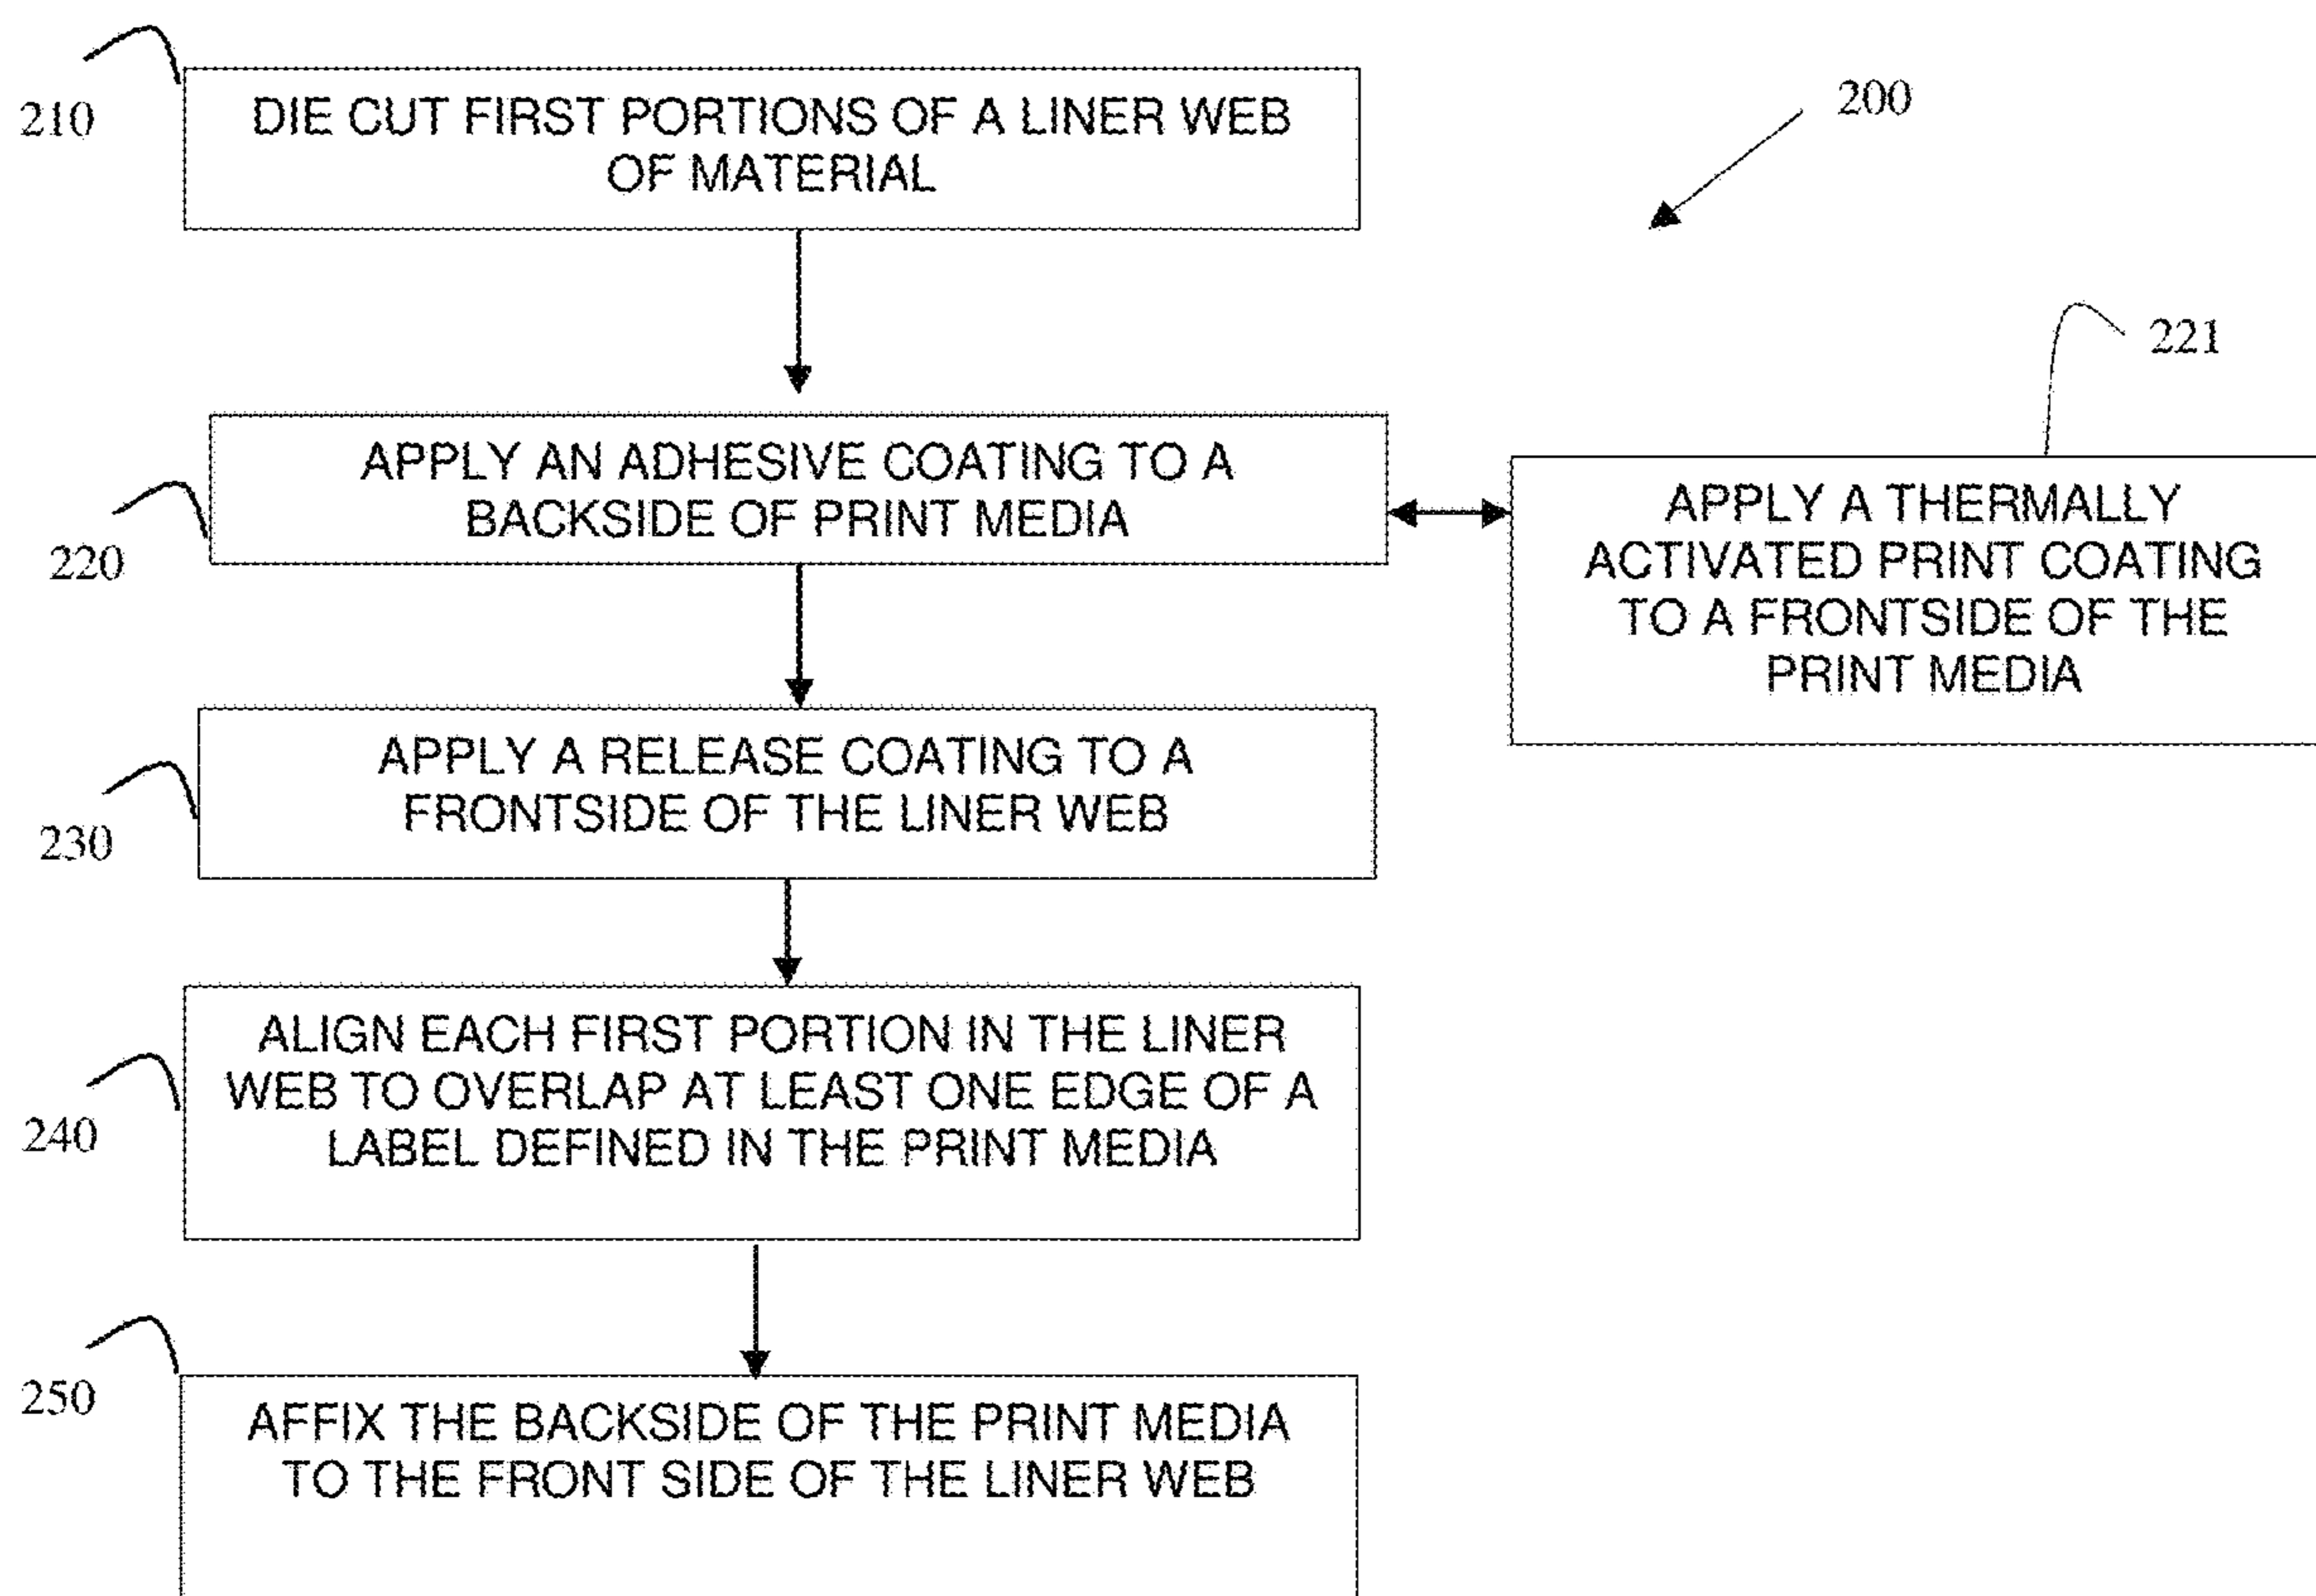 210
DIE CUT FIRST PORTIONS OF A LINER WEB
OF MATERIAL
200
220
APPLY AN ADHESIVE COATING TO A
BACKSIDE OF PRINT MEDIA
221
APPLY A THERMALLY
ACTIVATED PRINT COATING
TO A FRONTSIDE OF THE
PRINT MEDIA
230
APPLY A RELEASE COATING TO A
FRONTSIDE OF THE LINER WEB
240
ALIGN EACH FIRST PORTION IN THE LINER
WEB TO OVERLAP AT LEAST ONE EDGE OF A
LABEL DEFINED IN THE PRINT MEDIA
250
AFFIX THE BACKSIDE OF THE PRINT MEDIA
TO THE FRONT SIDE OF THE LINER WEB